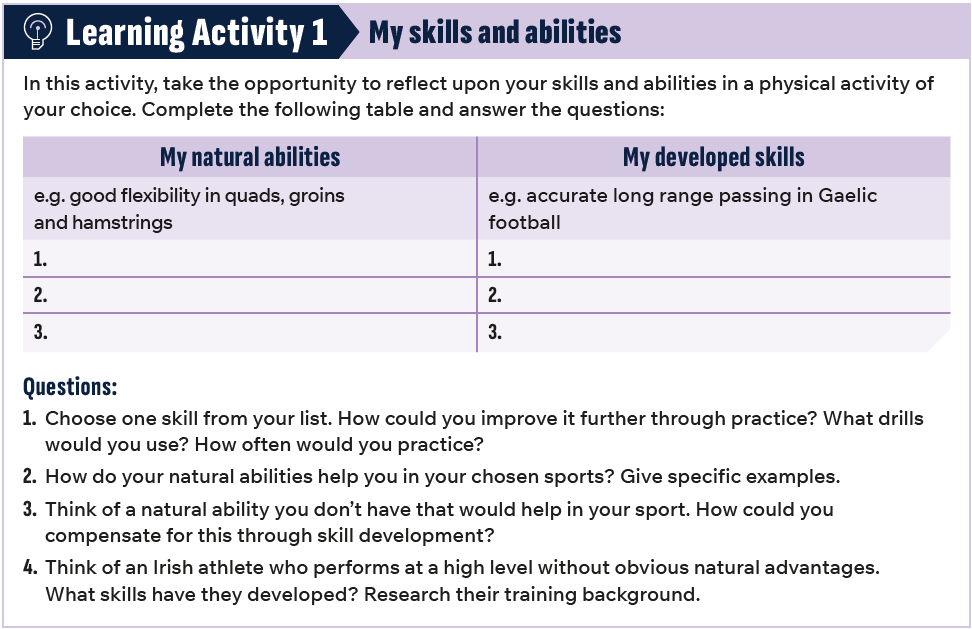 Learning Activity 1 My skills and abilities
In this activity, take the opportunity to reflect upon your skills and abilities in a physical activity of
your choice. Complete the following table and answer the questions:
My natural abilities My developed skills
e.g. good flexibility in quads, groins
and hamstrings
e.g. accurate long range passing in Gaelic
football
1. 1.
2. 2.
3. 3.
Questions:
1. Choose one skill from your list. How could you improve it further through practice? What drills
would you use? How often would you practice?
2. How do your natural abilities help you in your chosen sports? Give specific examples.
3. Think of a natural ability you don’t have that would help in your sport. How could you
compensate for this through skill development?
4. Think of an Irish athlete who performs at a high level without obvious natural advantages.
What skills have they developed? Research their training background.